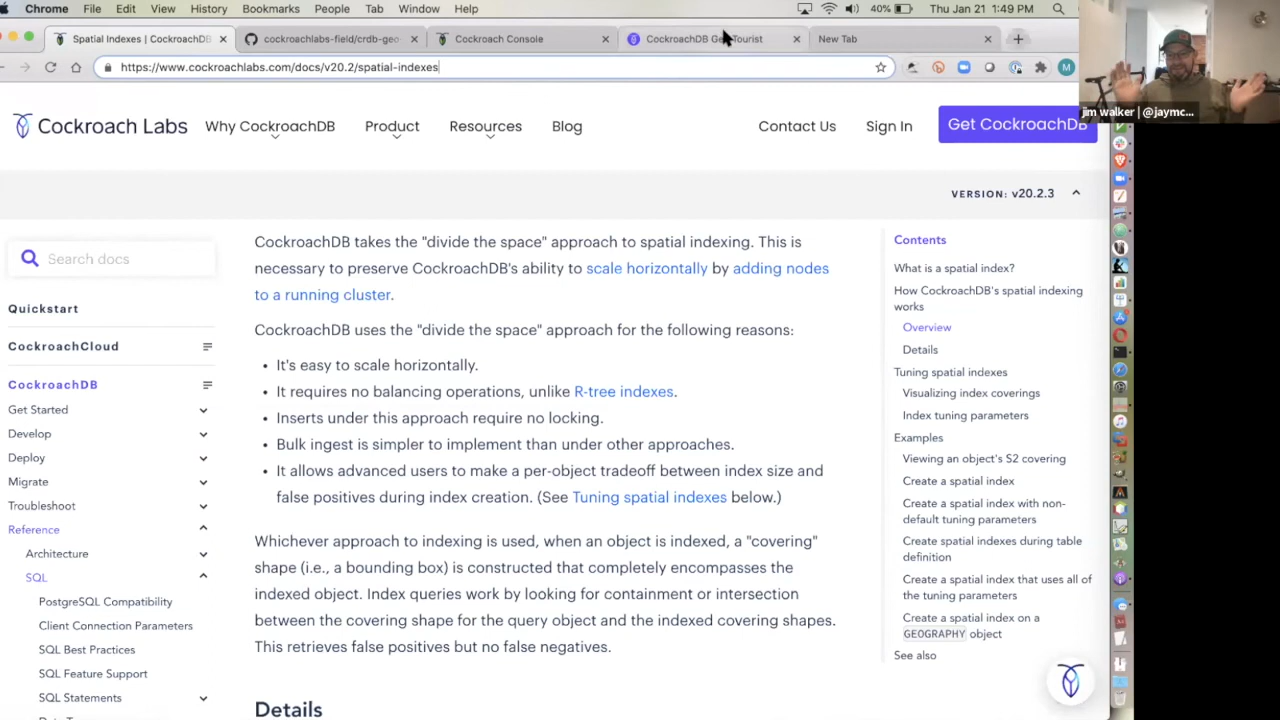 Chrome File Edit View History Bookmarks People Tab Window Help 40% Thu Jan 21 1:49 PM
Spatial Indexes | CockroachDB
cockroachlabs-field/crdb-geo-
Cockroach Console
CockroachDB Ge Tourist
New Tab
https://www.cockroachlabs.com/docs/v20.2/spatial-indexes
M
jim walker | @jaymc...
Cockroach Labs
Why CockroachDB
Product
Resources
Blog
Contact Us
Sign In
Get CockroachDB
VERSION: v20.2.3
Search docs
Quickstart
CockroachCloud
CockroachDB
Get Started
Develop
Deploy
Migrate
Troubleshoot
Reference
Architecture
SQL
PostgreSQL Compatibility
Client Connection Parameters
SQL Best Practices
SQL Feature Support
SQL Statements
CockroachDB takes the "divide the space" approach to spatial indexing. This is
necessary to preserve CockroachDB's ability to scale horizontally by adding nodes
to a running cluster.
CockroachDB uses the "divide the space" approach for the following reasons:
• It's easy to scale horizontally.
• It requires no balancing operations, unlike R-tree indexes.
• Inserts under this approach require no locking.
• Bulk ingest is simpler to implement than under other approaches.
• It allows advanced users to make a per-object tradeoff between index size and
false positives during index creation. (See Tuning spatial indexes below.)
Whichever approach to indexing is used, when an object is indexed, a "covering"
shape (i.e., a bounding box) is constructed that completely encompasses the
indexed object. Index queries work by looking for containment or intersection
between the covering shape for the query object and the indexed covering shapes.
This retrieves false positives but no false negatives.
Details
Contents
What is a spatial index?
How CockroachDB's spatial indexing
works
Overview
Details
Tuning spatial indexes
Visualizing index coverings
Index tuning parameters
Examples
Viewing an object's S2 covering
Create a spatial index
Create a spatial index with non-
default tuning parameters
Create spatial indexes during table
definition
Create a spatial index that uses all of
the tuning parameters
Create a spatial index on a
GEOGRAPHY object
See also